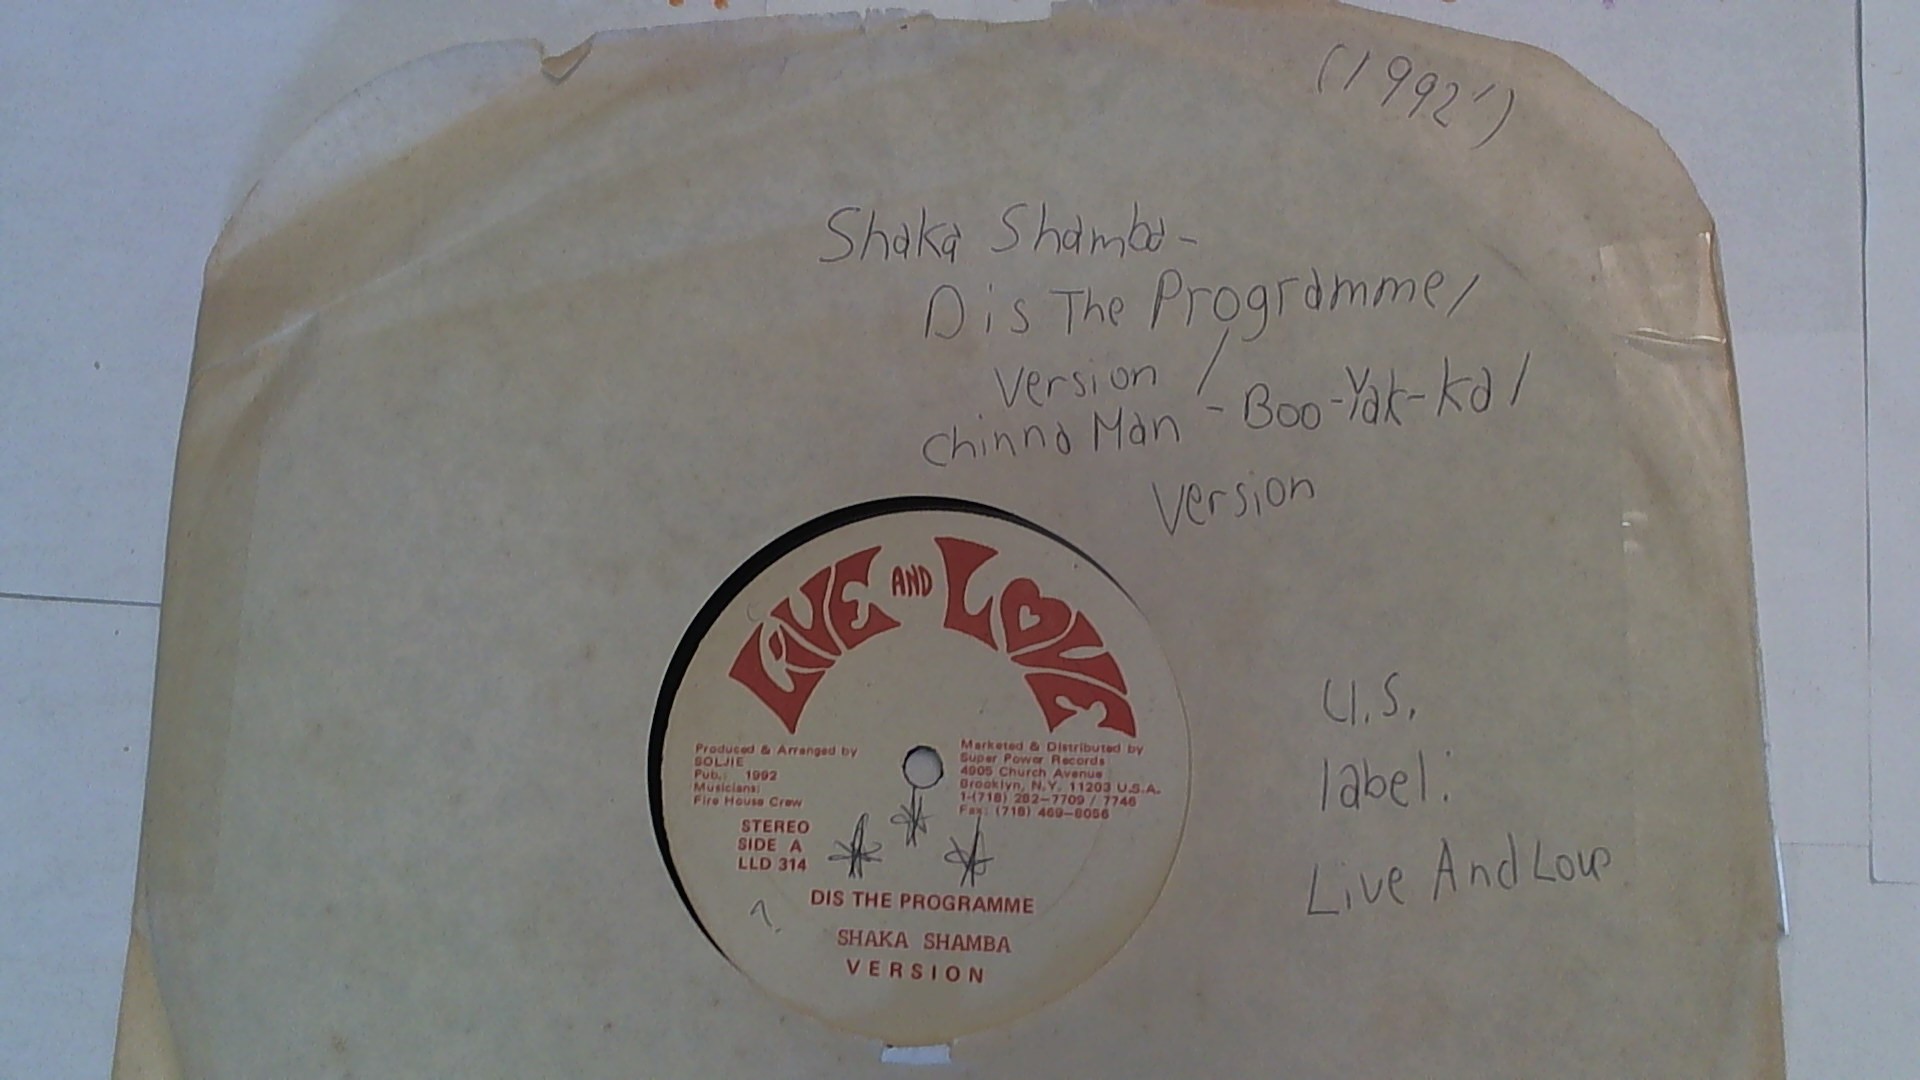 (1992')
Shaka Shamba-
Dis The Programme/
Version /
Chinna Man - Boo-Yak-Ka/
Version
LIVE AND LOVE
Produced & Arranged by
SOLJIE
Pub.: 1992
Musicians:
Fire House Crew
Marketed & Distributed by
Super Power Records
4905 Church Avenue
Brooklyn, N.Y. 11203 U.S.A.
1-(718) 282-7709 / 7746
Fax: (718) 469-8056
STEREO
SIDE A
LLD 314
DIS THE PROGRAMME
SHAKA SHAMBA
VERSION
U.S.
label:
Live And Love